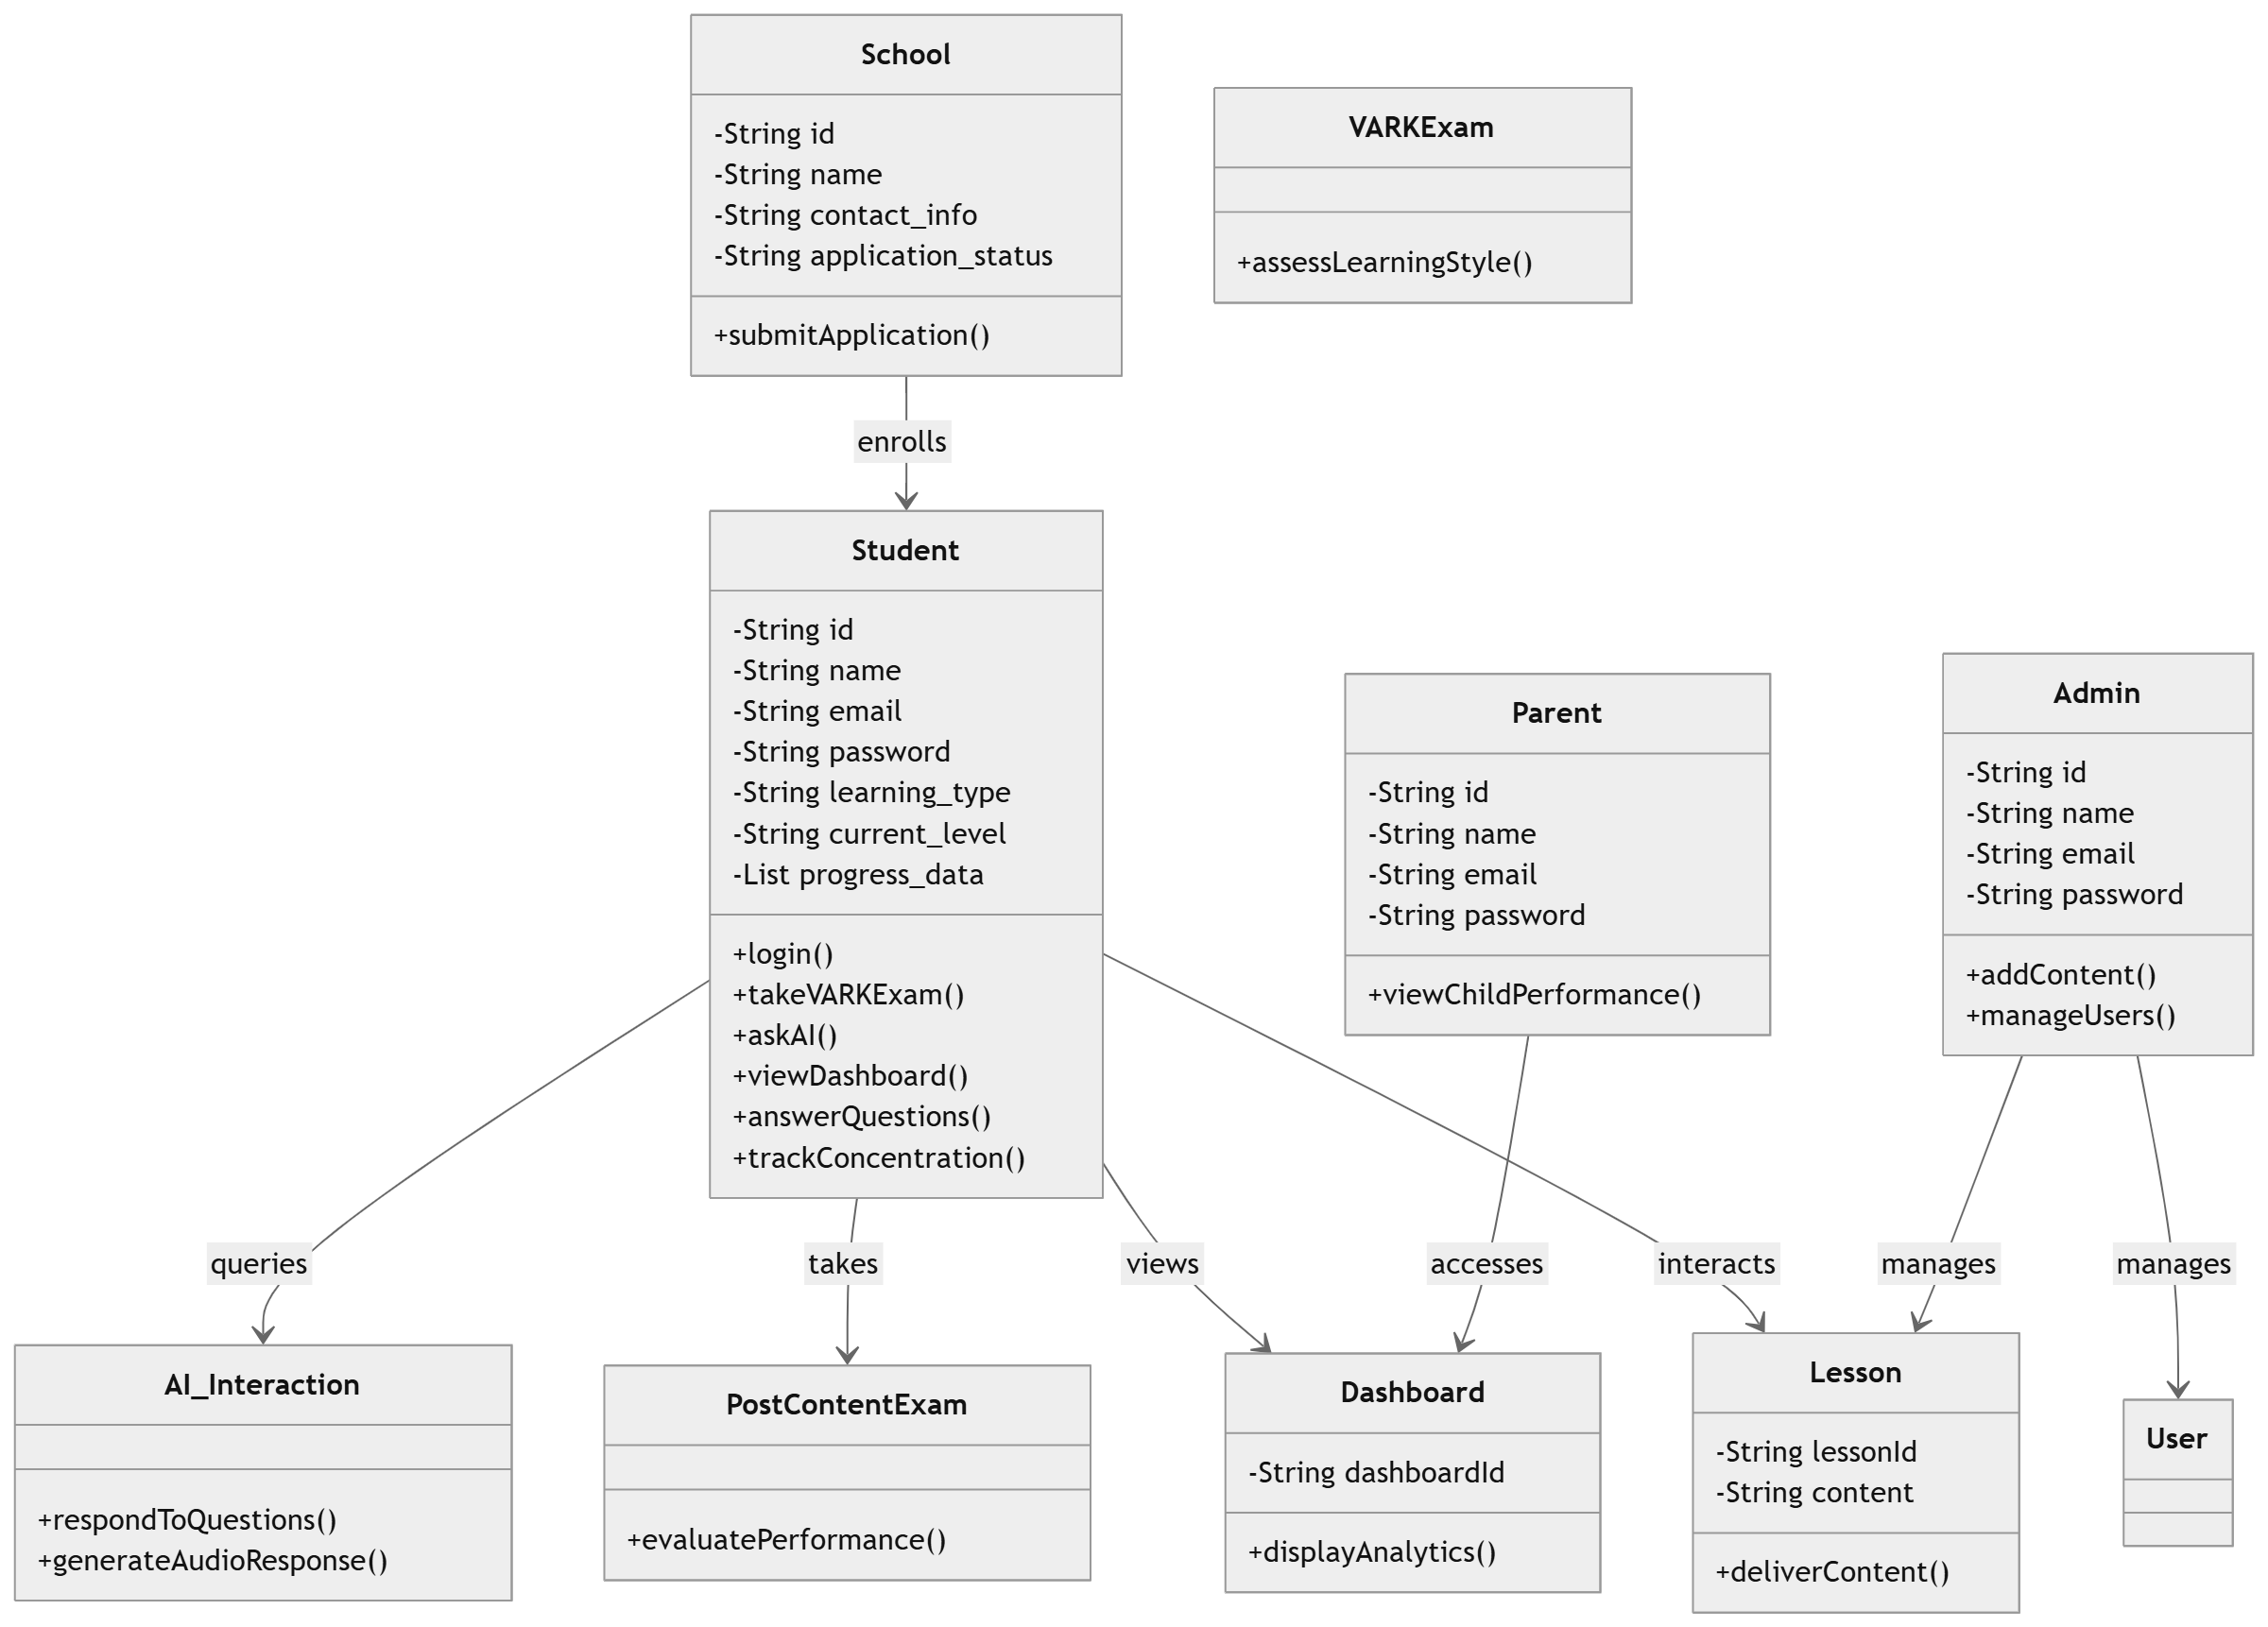 School
-String id
-String name
-String contact_info
-String application_status
+submitApplication()
VARKExam
+assessLearningStyle()
enrolls
Student
-String id
-String name
-String email
-String password
-String learning_type
-String current_level
-List progress_data
+login()
+takeVARKExam()
+askAI()
+viewDashboard()
+answerQuestions()
+trackConcentration()
Parent
-String id
-String name
-String email
-String password
+viewChildPerformance()
Admin
-String id
-String name
-String email
-String password
+addContent()
+manageUsers()
queries
takes
views
accesses
interacts
manages
manages
AI_Interaction
+respondToQuestions()
+generateAudioResponse()
PostContentExam
+evaluatePerformance()
Dashboard
-String dashboardId
+displayAnalytics()
Lesson
-String lessonId
-String content
+deliverContent()
User